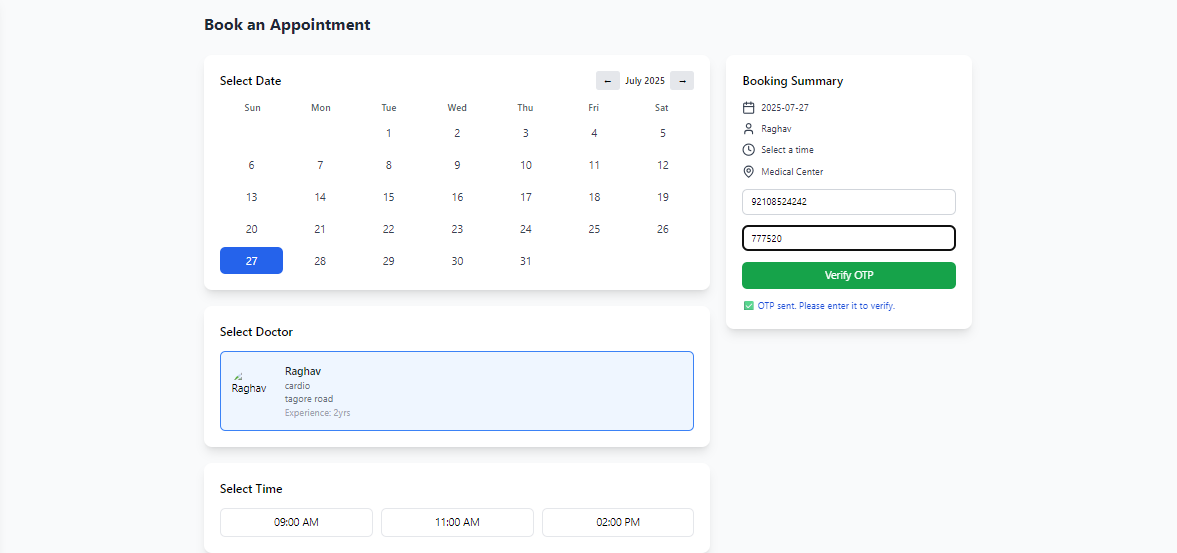 Book an Appointment
Select Date
← July 2025 →
Sun Mon Tue Wed Thu Fri Sat
1 2 3 4 5
6 7 8 9 10 11 12
13 14 15 16 17 18 19
20 21 22 23 24 25 26
27 28 29 30 31
Select Doctor
Raghav
Raghav
cardio
tagore road
Experience: 2yrs
Select Time
09:00 AM 11:00 AM 02:00 PM
Booking Summary
2025-07-27
Raghav
Select a time
Medical Center
92108524242
777520
Verify OTP
✅ OTP sent. Please enter it to verify.